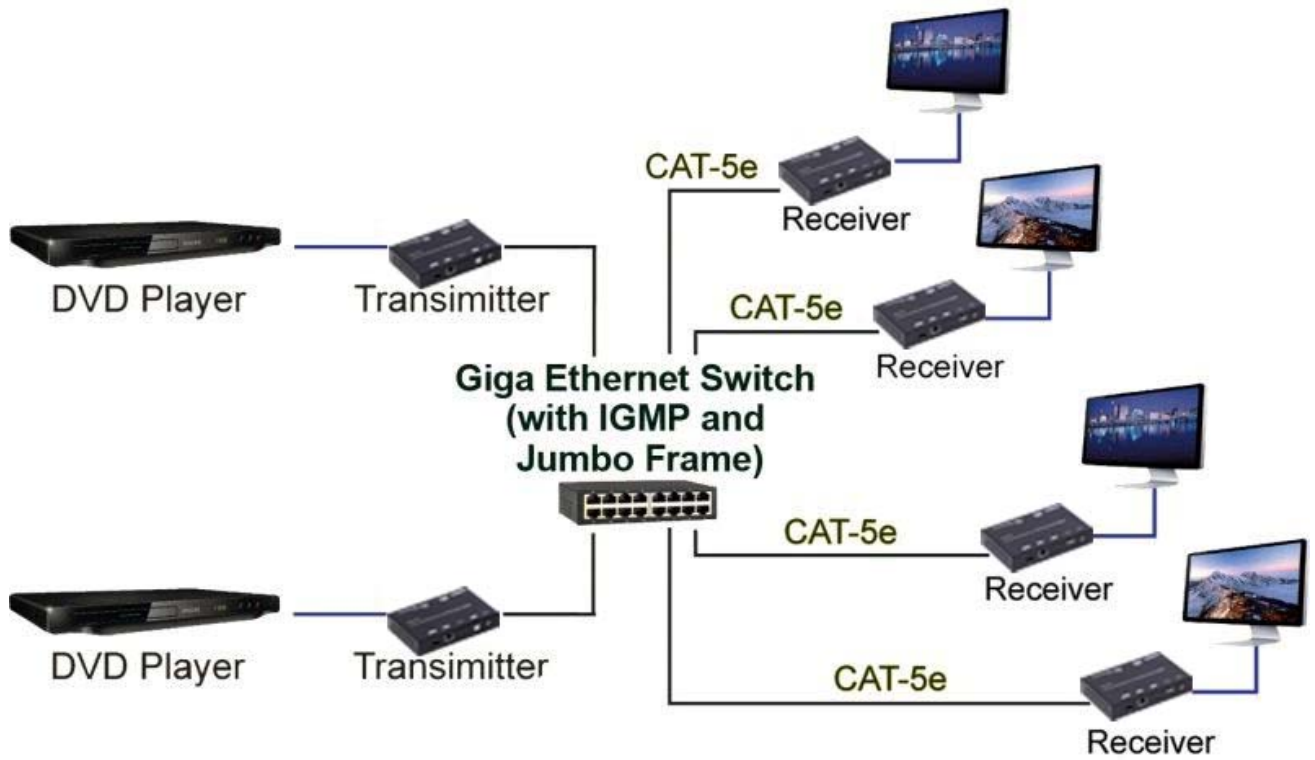 CAT-5e
Receiver
DVD Player
Transimitter
CAT-5e
Receiver
Giga Ethernet Switch
(with IGMP and
Jumbo Frame)
CAT-5e
Receiver
DVD Player
Transimitter
CAT-5e
Receiver